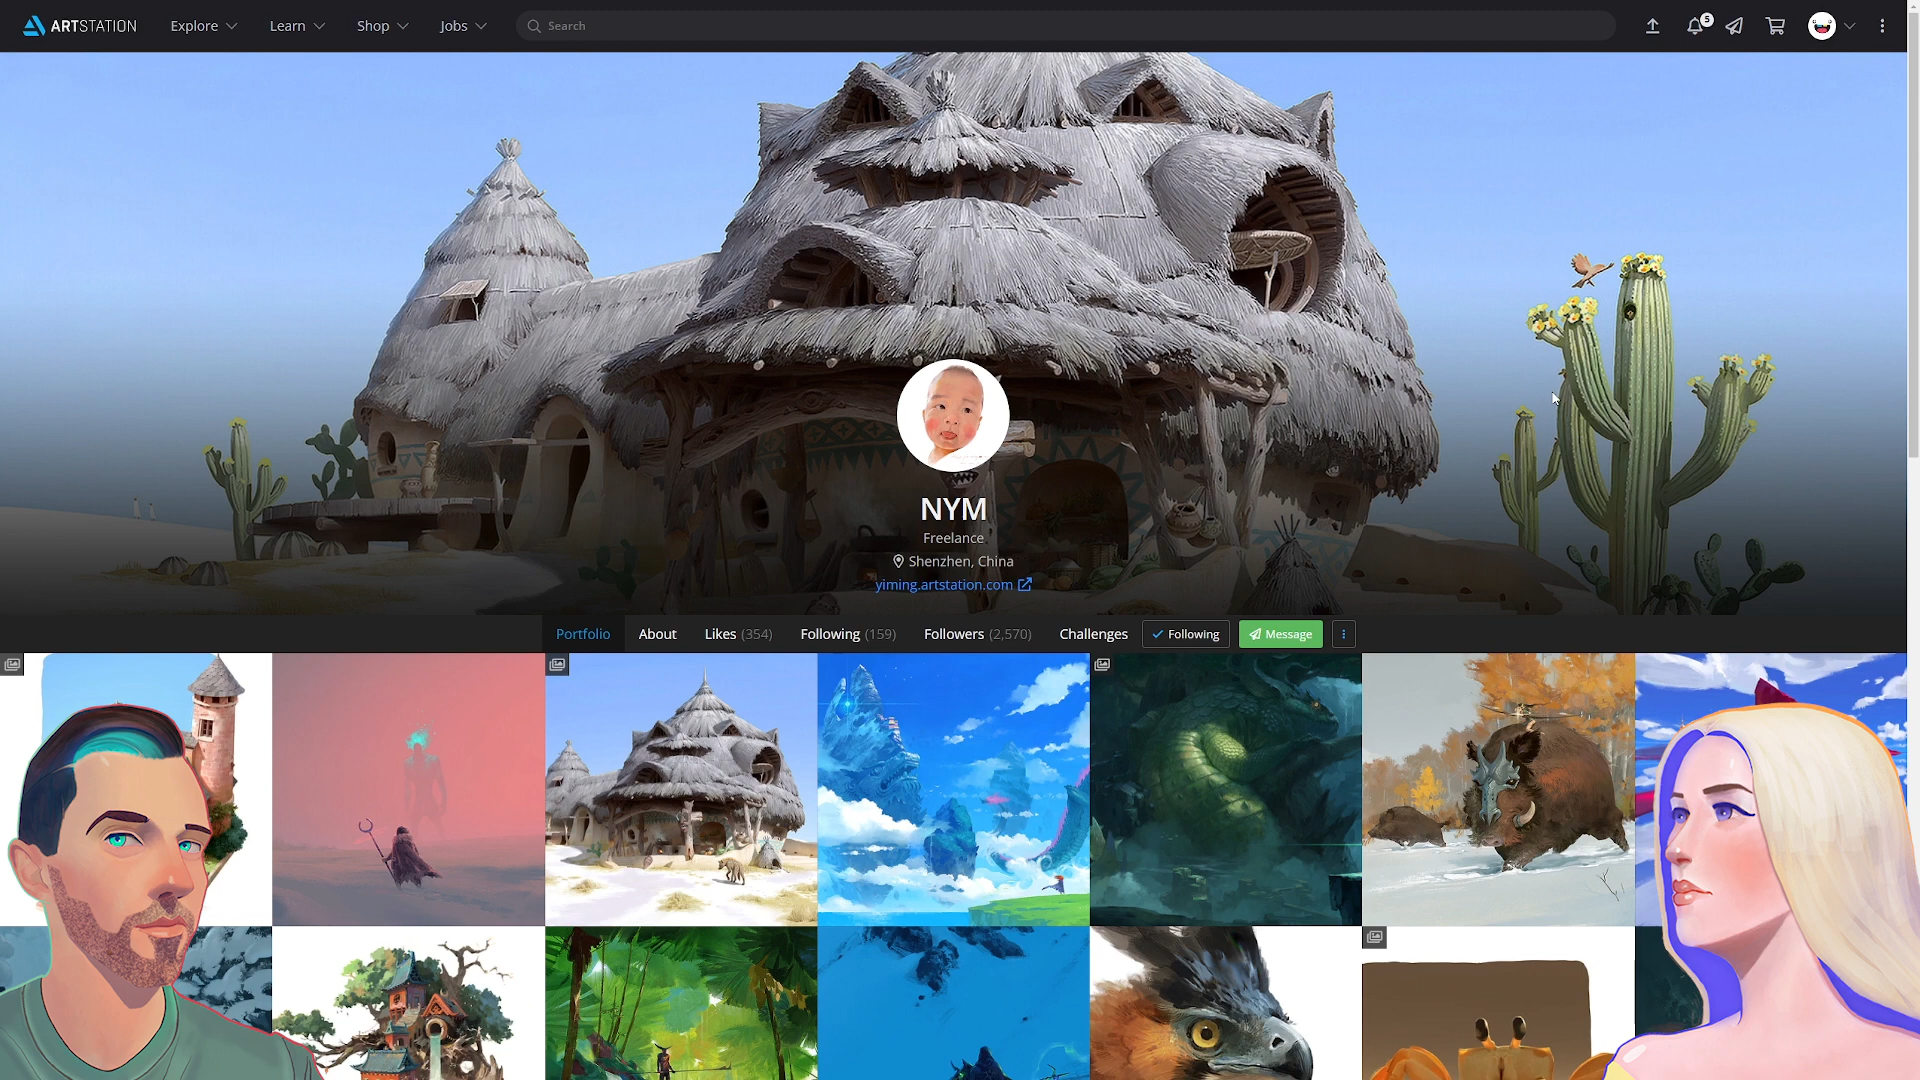 ARTSTATION Explore Learn Shop Jobs Search 5
NYM
Freelance
Shenzhen, China
yiming.artstation.com
Portfolio About Likes (354) Following (159) Followers (2,570) Challenges Following Message